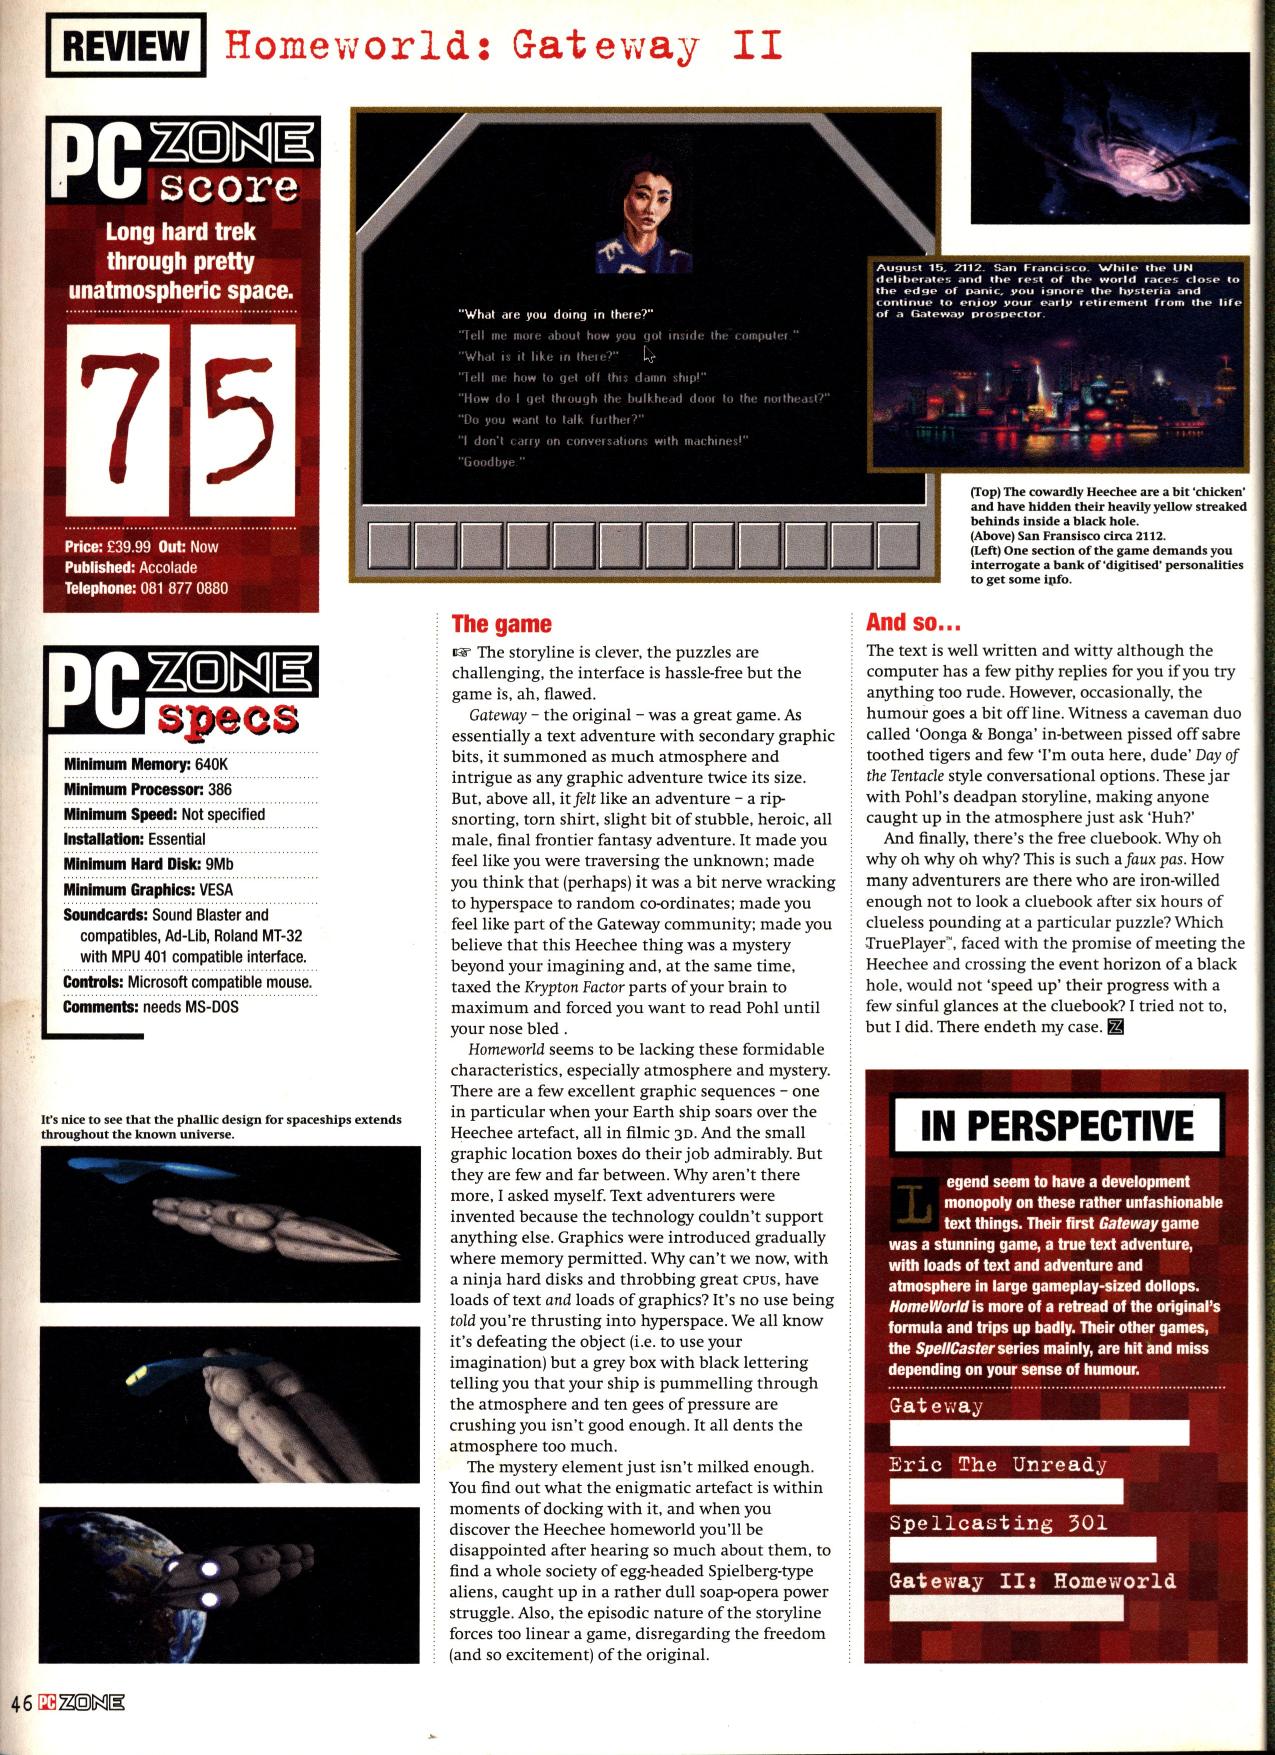 REVIEW Homeworld: Gateway II
PC ZONE
score
Long hard trek
through pretty
unatmospheric space.
75
Price: £39.99 Out: Now
Published: Accolade
Telephone: 081 877 0880
"What are you doing in there?"
"Tell me more about how you got inside the computer."
"What is it like in there?"
"Tell me how to get off this damn ship!"
"How do I get through the bulkhead door to the northeast?"
"Do you want to talk further?"
"I don't carry on conversations with machines!"
"Goodbye."
August 15, 2112. San Francisco. While the UN
deliberates and the rest of the world races close to
the edge of panic, you ignore the hysteria and
continue to enjoy your early retirement from the life
of a Gateway prospector.
(Top) The cowardly Heechee are a bit ‘chicken’
and have hidden their heavily yellow streaked
behinds inside a black hole.
(Above) San Fransisco circa 2112.
(Left) One section of the game demands you
interrogate a bank of ‘digitised’ personalities
to get some info.
PC ZONE
specs
Minimum Memory: 640K
Minimum Processor: 386
Minimum Speed: Not specified
Installation: Essential
Minimum Hard Disk: 9Mb
Minimum Graphics: VESA
Soundcards: Sound Blaster and
compatibles, Ad-Lib, Roland MT-32
with MPU 401 compatible interface.
Controls: Microsoft compatible mouse.
Comments: needs MS-DOS
It's nice to see that the phallic design for spaceships extends
throughout the known universe.
The game
☞ The storyline is clever, the puzzles are
challenging, the interface is hassle-free but the
game is, ah, flawed.
Gateway – the original – was a great game. As
essentially a text adventure with secondary graphic
bits, it summoned as much atmosphere and
intrigue as any graphic adventure twice its size.
But, above all, it felt like an adventure – a rip-
snorting, torn shirt, slight bit of stubble, heroic, all
male, final frontier fantasy adventure. It made you
feel like you were traversing the unknown; made
you think that (perhaps) it was a bit nerve wracking
to hyperspace to random co-ordinates; made you
feel like part of the Gateway community; made you
believe that this Heechee thing was a mystery
beyond your imagining and, at the same time,
taxed the Krypton Factor parts of your brain to
maximum and forced you want to read Pohl until
your nose bled .
Homeworld seems to be lacking these formidable
characteristics, especially atmosphere and mystery.
There are a few excellent graphic sequences – one
in particular when your Earth ship soars over the
Heechee artefact, all in filmic 3D. And the small
graphic location boxes do their job admirably. But
they are few and far between. Why aren't there
more, I asked myself. Text adventurers were
invented because the technology couldn't support
anything else. Graphics were introduced gradually
where memory permitted. Why can't we now, with
a ninja hard disks and throbbing great CPUs, have
loads of text and loads of graphics? It's no use being
told you're thrusting into hyperspace. We all know
it's defeating the object (i.e. to use your
imagination) but a grey box with black lettering
telling you that your ship is pummelling through
the atmosphere and ten gees of pressure are
crushing you isn't good enough. It all dents the
atmosphere too much.
The mystery element just isn't milked enough.
You find out what the enigmatic artefact is within
moments of docking with it, and when you
discover the Heechee homeworld you'll be
disappointed after hearing so much about them, to
find a whole society of egg-headed Spielberg-type
aliens, caught up in a rather dull soap-opera power
struggle. Also, the episodic nature of the storyline
forces too linear a game, disregarding the freedom
(and so excitement) of the original.
And so...
The text is well written and witty although the
computer has a few pithy replies for you if you try
anything too rude. However, occasionally, the
humour goes a bit off line. Witness a caveman duo
called ‘Oonga & Bonga’ in-between pissed off sabre
toothed tigers and few ‘I'm outa here, dude’ Day of
the Tentacle style conversational options. These jar
with Pohl's deadpan storyline, making anyone
caught up in the atmosphere just ask ‘Huh?’
And finally, there's the free cluebook. Why oh
why oh why oh why? This is such a faux pas. How
many adventurers are there who are iron-willed
enough not to look a cluebook after six hours of
clueless pounding at a particular puzzle? Which
TruePlayer™, faced with the promise of meeting the
Heechee and crossing the event horizon of a black
hole, would not ‘speed up’ their progress with a
few sinful glances at the cluebook? I tried not to,
but I did. There endeth my case. Z
IN PERSPECTIVE
Legend seem to have a development
monopoly on these rather unfashionable
text things. Their first Gateway game
was a stunning game, a true text adventure,
with loads of text and adventure and
atmosphere in large gameplay-sized dollops.
HomeWorld is more of a retread of the original's
formula and trips up badly. Their other games,
the SpellCaster series mainly, are hit and miss
depending on your sense of humour.
Gateway
Eric The Unready
Spellcasting 301
Gateway II: Homeworld
46 PC ZONE